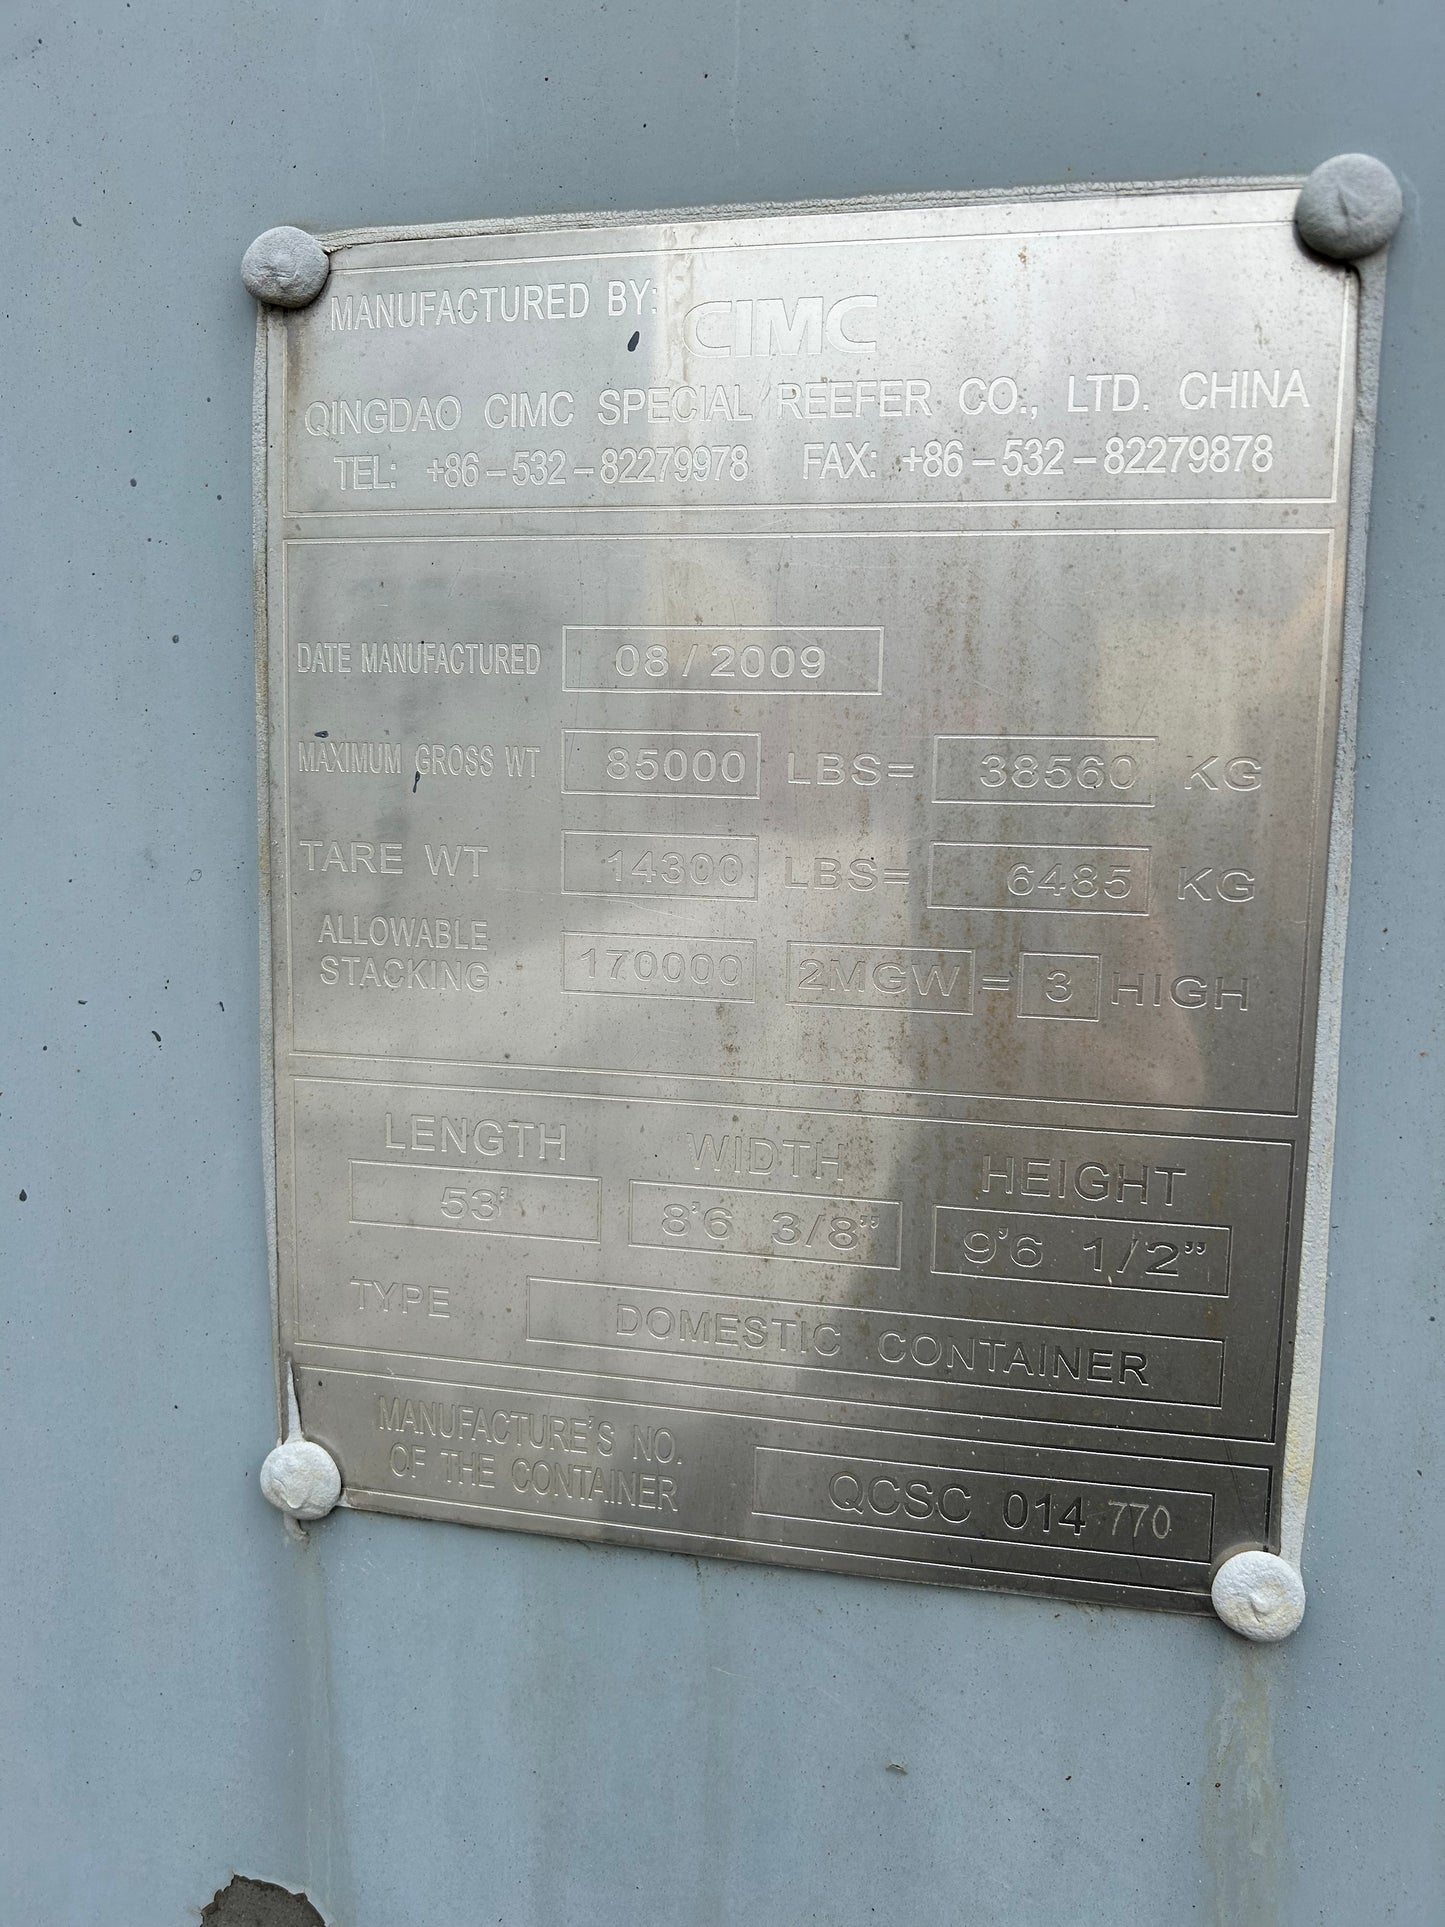 MANUFACTURED BY: CIMC
QINGDAO CIMC SPECIAL REEFER CO., LTD. CHINA
TEL: +86-532-82279978 FAX: +86-532-82279878
DATE MANUFACTURED 08/2009
MAXIMUM GROSS WT 85000 LBS= 38560 KG
TARE WT 14300 LBS= 6485 KG
ALLOWABLE
STACKING 170000 2MGW = 3 HIGH
LENGTH WIDTH HEIGHT
53' 8'6 3/8" 9'6 1/2"
TYPE DOMESTIC CONTAINER
MANUFACTURE'S NO.
OF THE CONTAINER QCSC 014 770